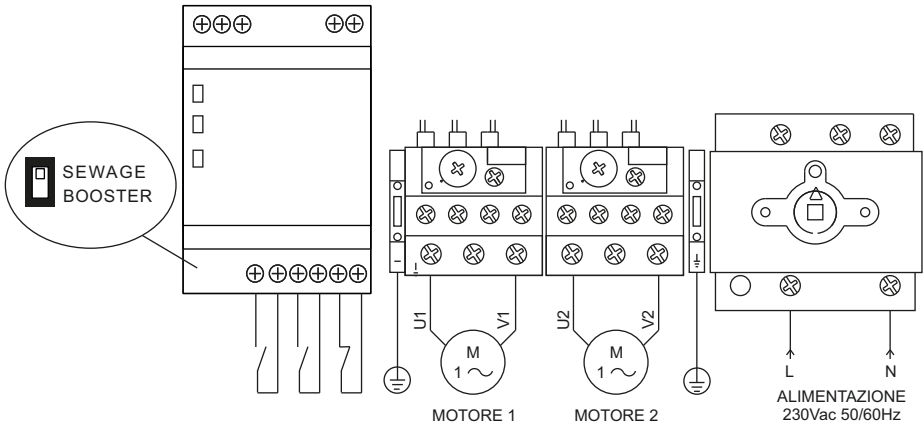 SEWAGE
BOOSTER
U1
V1
U2
V2
M
1
M
1
MOTORE 1
MOTORE 2
L
N
ALIMENTAZIONE
230Vac 50/60Hz